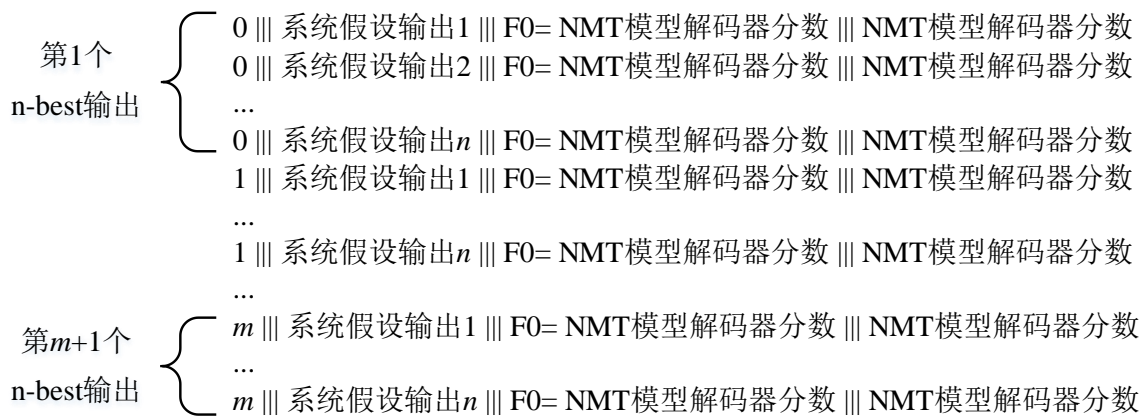 第1个
n-best输出
0 ||| 系统假设输出1 ||| F0= NMT模型解码器分数 ||| NMT模型解码器分数
0 ||| 系统假设输出2 ||| F0= NMT模型解码器分数 ||| NMT模型解码器分数
...
0 ||| 系统假设输出n ||| F0= NMT模型解码器分数 ||| NMT模型解码器分数
1 ||| 系统假设输出1 ||| F0= NMT模型解码器分数 ||| NMT模型解码器分数
...
1 ||| 系统假设输出n ||| F0= NMT模型解码器分数 ||| NMT模型解码器分数
...
第m+1个
n-best输出
m ||| 系统假设输出1 ||| F0= NMT模型解码器分数 ||| NMT模型解码器分数
...
m ||| 系统假设输出n ||| F0= NMT模型解码器分数 ||| NMT模型解码器分数